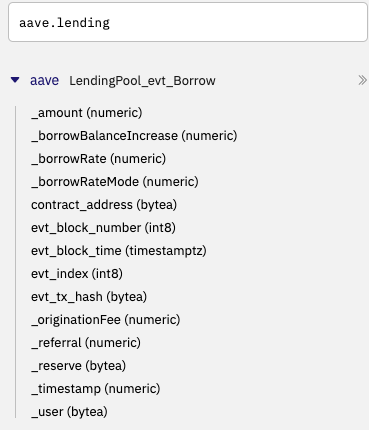 aave.lending
aave LendingPool_evt_Borrow
_amount (numeric)
_borrowBalanceIncrease (numeric)
_borrowRate (numeric)
_borrowRateMode (numeric)
contract_address (bytea)
evt_block_number (int8)
evt_block_time (timestamptz)
evt_index (int8)
evt_tx_hash (bytea)
_originationFee (numeric)
_referral (numeric)
_reserve (bytea)
_timestamp (numeric)
_user (bytea)